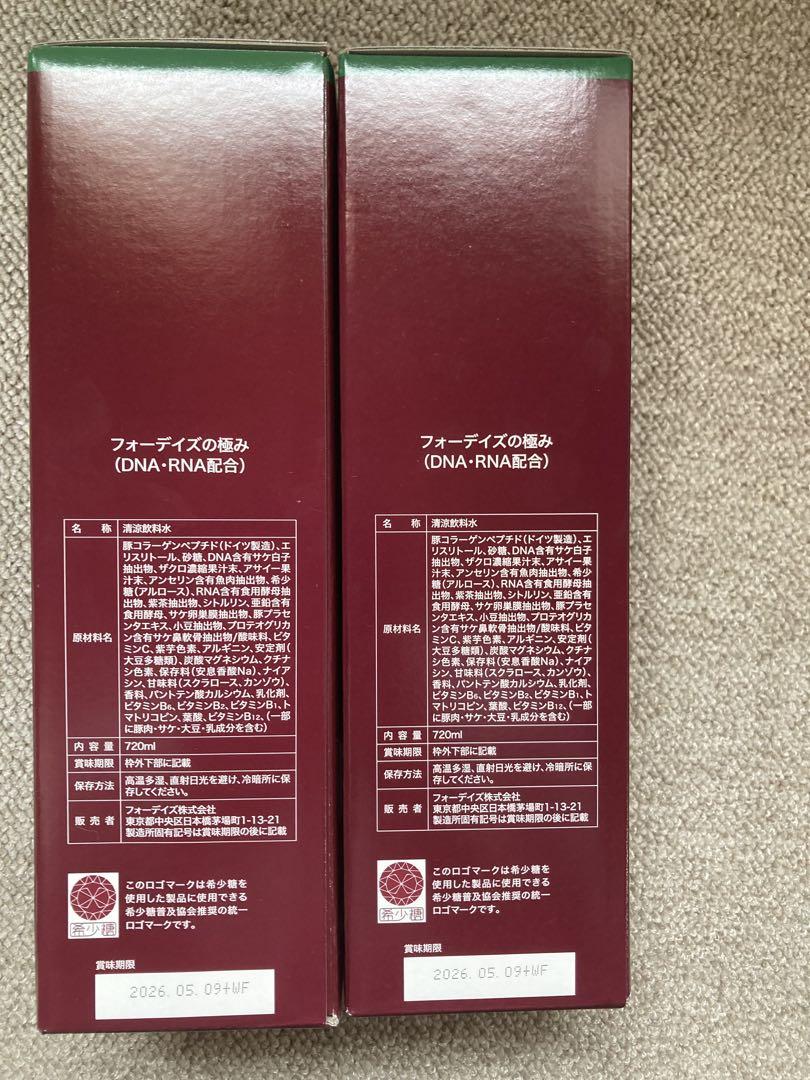 フォーデイズの極み
(DNA・RNA配合)
名称 清涼飲料水
原材料名
豚コラーゲンペプチド(ドイツ製造)、エ
リスリトール、砂糖、DNA含有サケ白子
抽出物、ザクロ濃縮果汁末、アサイー果
汁末、アンセリン含有魚肉抽出物、希少
糖(アルロース)、RNA含有食用酵母抽
出物、紫茶抽出物、シトルリン、亜鉛含有
食用酵母、サケ卵巣膜抽出物、豚プラセ
ンタエキス、小豆抽出物、プロテオグリカ
ン含有サケ鼻軟骨抽出物/酸味料、ビタ
ミンC、紫芋色素、アルギニン、安定剤(
大豆多糖類)、炭酸マグネシウム、クチナ
シ色素、保存料(安息香酸Na)、ナイア
シン、甘味料(スクラロース、カンゾウ)、
香料、パントテン酸カルシウム、乳化剤、
ビタミンB6、ビタミンB2、ビタミンB1、ト
マトリコピン、葉酸、ビタミンB12、(一部
に豚肉・サケ・大豆・乳成分を含む)
内容量 720ml
賞味期限 枠外下部に記載
保存方法 高温多湿、直射日光を避け、冷暗所に保
存してください。
販売者
フォーデイズ株式会社
東京都中央区日本橋茅場町1-13-21
製造所固有記号は賞味期限の後に記載
希少糖
このロゴマークは希少糖を
使用した製品に使用できる
希少糖普及協会推奨の統一
ロゴマークです。
賞味期限
2026.05.09+WF
フォーデイズの極み
(DNA・RNA配合)
名称 清涼飲料水
原材料名
豚コラーゲンペプチド(ドイツ製造)、エ
リスリトール、砂糖、DNA含有サケ白子
抽出物、ザクロ濃縮果汁末、アサイー果
汁末、アンセリン含有魚肉抽出物、希少
糖(アルロース)、RNA含有食用酵母抽
出物、紫茶抽出物、シトルリン、亜鉛含有
食用酵母、サケ卵巣膜抽出物、豚プラセ
ンタエキス、小豆抽出物、プロテオグリカ
ン含有サケ鼻軟骨抽出物/酸味料、ビタ
ミンC、紫芋色素、アルギニン、安定剤(
大豆多糖類)、炭酸マグネシウム、クチナ
シ色素、保存料(安息香酸Na)、ナイア
シン、甘味料(スクラロース、カンゾウ)、
香料、パントテン酸カルシウム、乳化剤、
ビタミンB6、ビタミンB2、ビタミンB1、ト
マトリコピン、葉酸、ビタミンB12、(一部
に豚肉・サケ・大豆・乳成分を含む)
内容量 720ml
賞味期限 枠外下部に記載
保存方法 高温多湿、直射日光を避け、冷暗所に保
存してください。
販売者
フォーデイズ株式会社
東京都中央区日本橋茅場町1-13-21
製造所固有記号は賞味期限の後に記載
希少糖
このロゴマークは希少糖を
使用した製品に使用できる
希少糖普及協会推奨の統一
ロゴマークです。
賞味期限
2026.05.09+WF